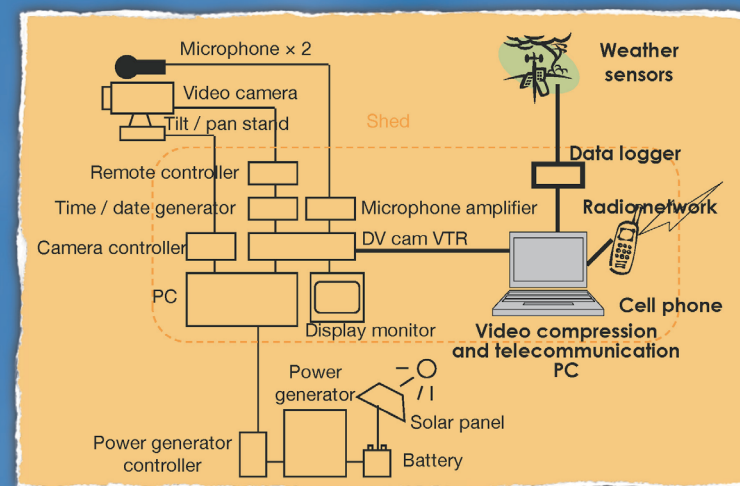 Microphone × 2
Weather
sensors
Video camera
Tilt / pan stand
Shed
Data logger
Remote controller
Time / date generator
Microphone amplifier
Radio network
Camera controller
DV cam VTR
PC
Cell phone
Display monitor
Video compression
and telecommunication
PC
Power
generator
Solar panel
Power generator
controller
Battery